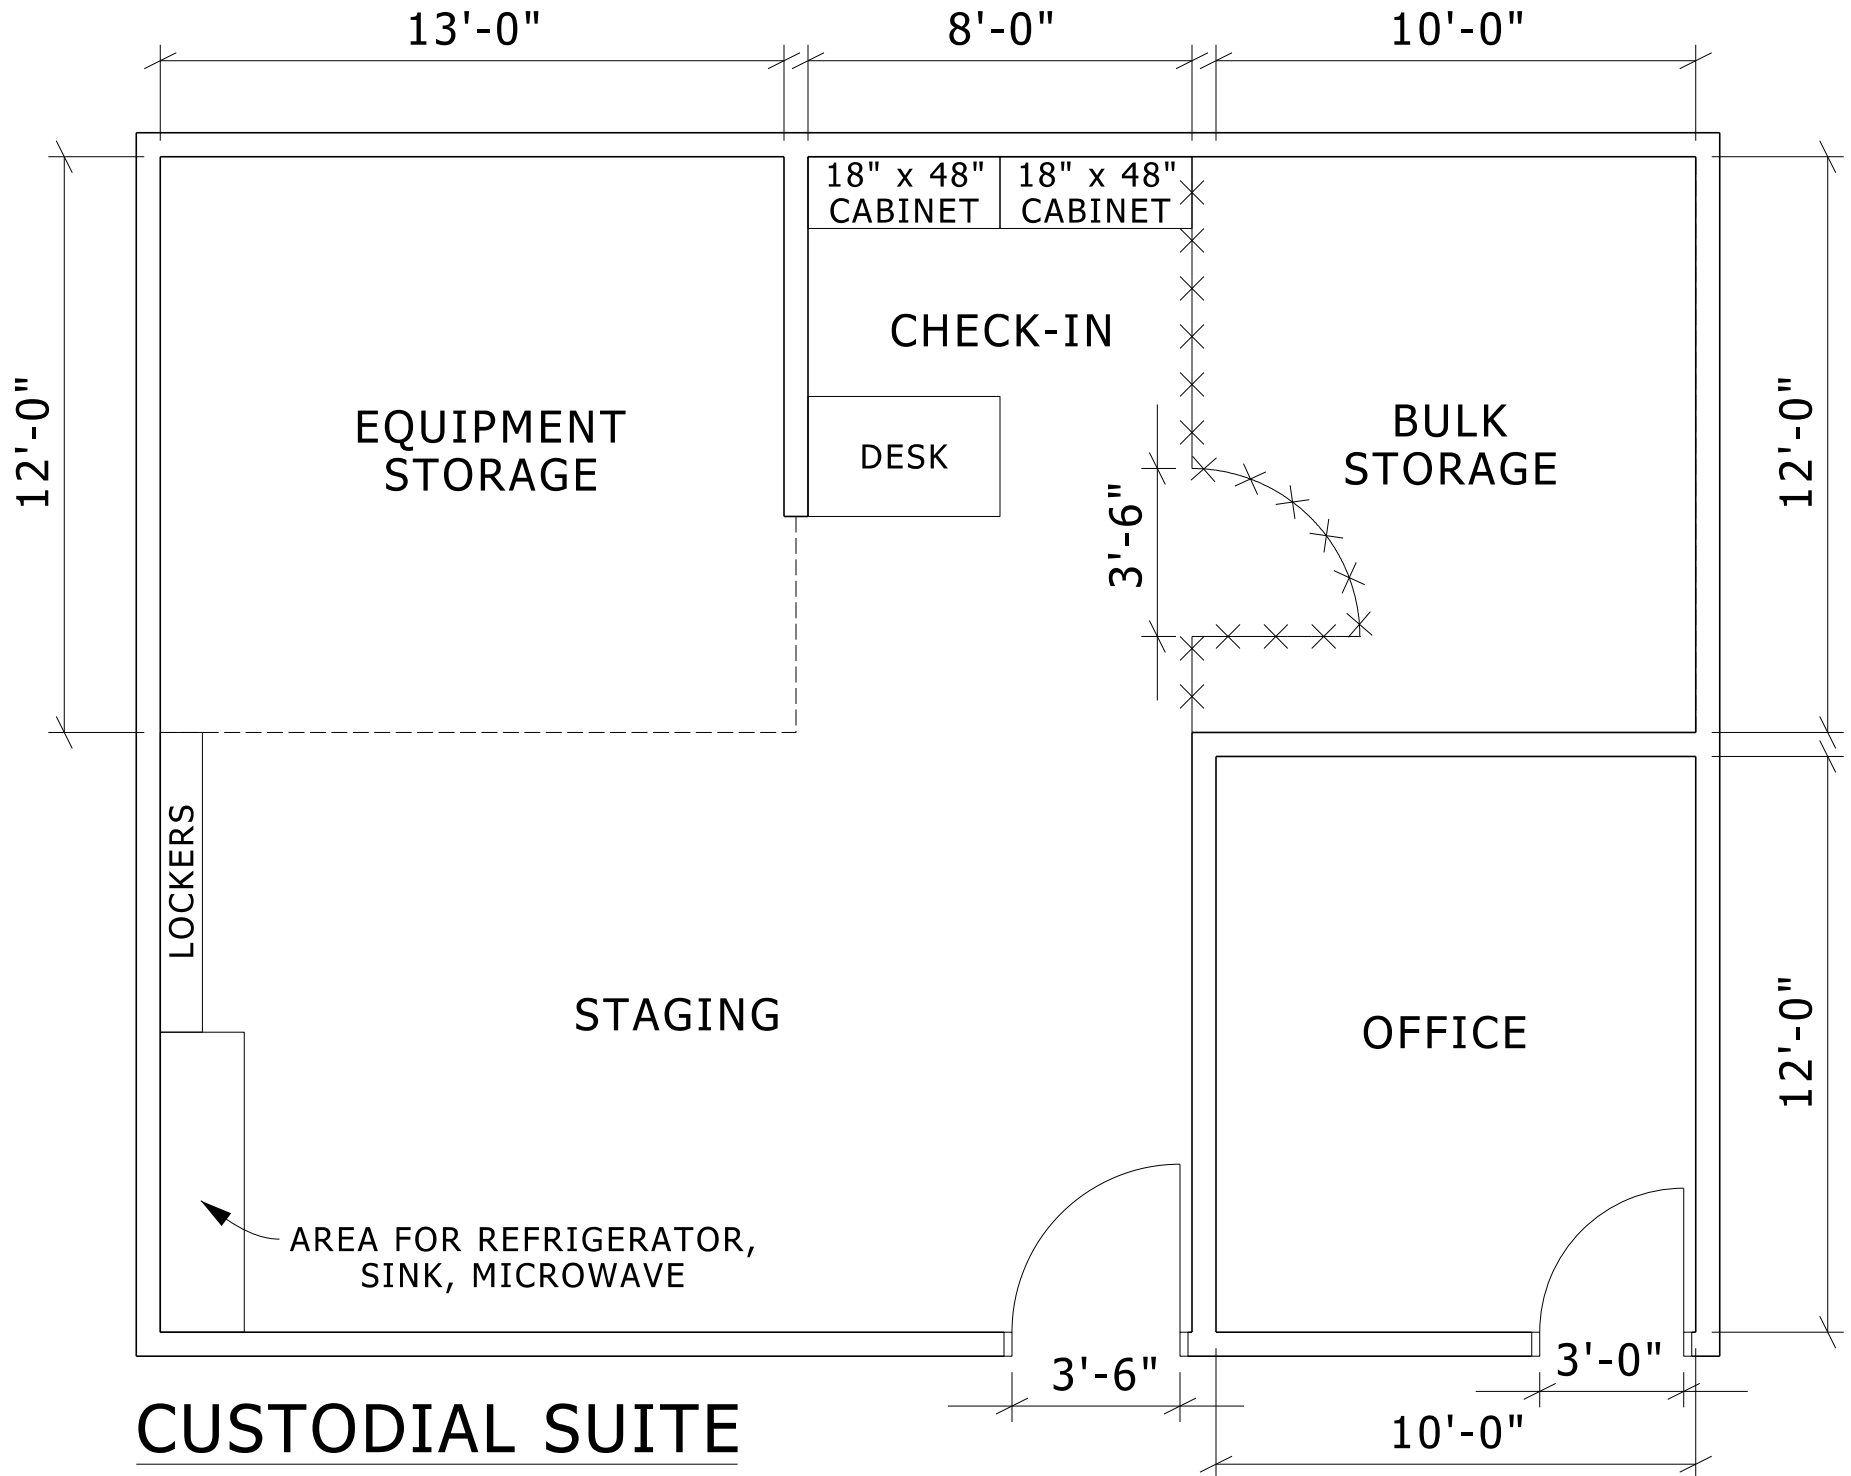 13'-0"
8'-0"
10'-0"
18" x 48"
CABINET
18" x 48"
CABINET
CHECK-IN
12'-0"
EQUIPMENT
STORAGE
DESK
BULK
STORAGE
12'-0"
3'-6"
LOCKERS
STAGING
OFFICE
12'-0"
AREA FOR REFRIGERATOR,
SINK, MICROWAVE
3'-6"
3'-0"
10'-0"
CUSTODIAL SUITE